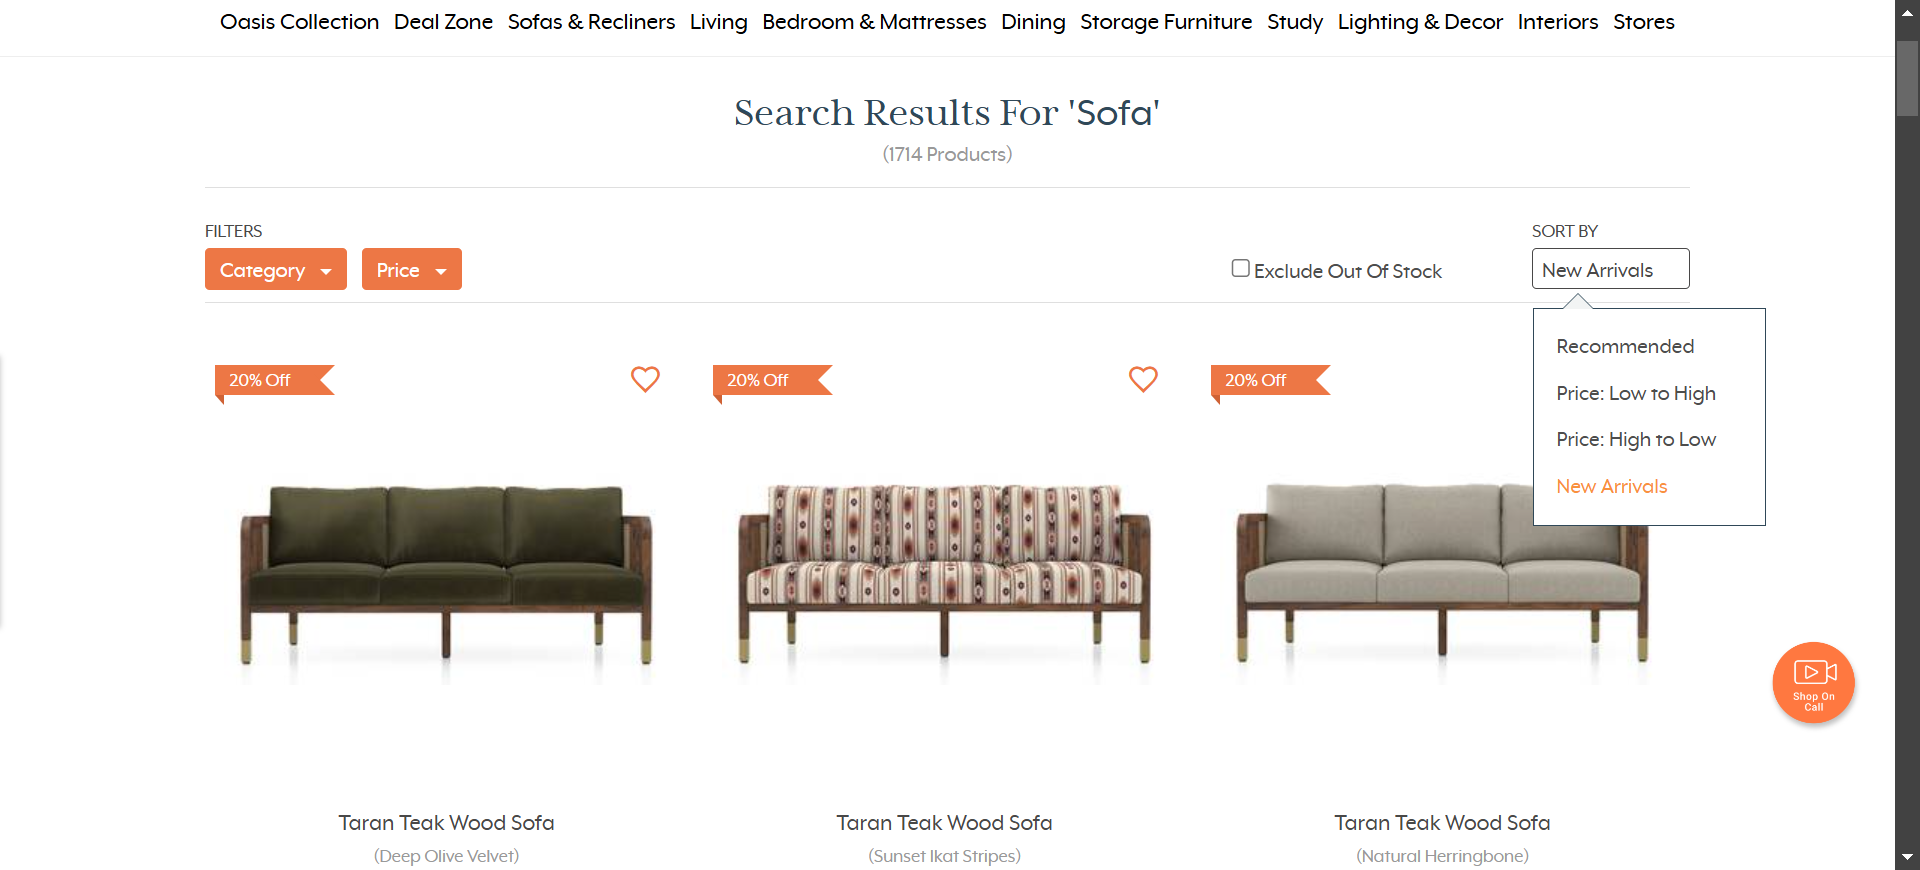 Oasis Collection Deal Zone Sofas & Recliners Living Bedroom & Mattresses Dining Storage Furniture Study Lighting & Decor Interiors Stores
Search Results For 'Sofa'
(1714 Products)
FILTERS
SORT BY
Category
Price
Exclude Out Of Stock
New Arrivals
Recommended
Price: Low to High
Price: High to Low
New Arrivals
20% Off
20% Off
20% Off
Shop On
Call
Taran Teak Wood Sofa
(Deep Olive Velvet)
Taran Teak Wood Sofa
(Sunset Ikat Stripes)
Taran Teak Wood Sofa
(Natural Herringbone)